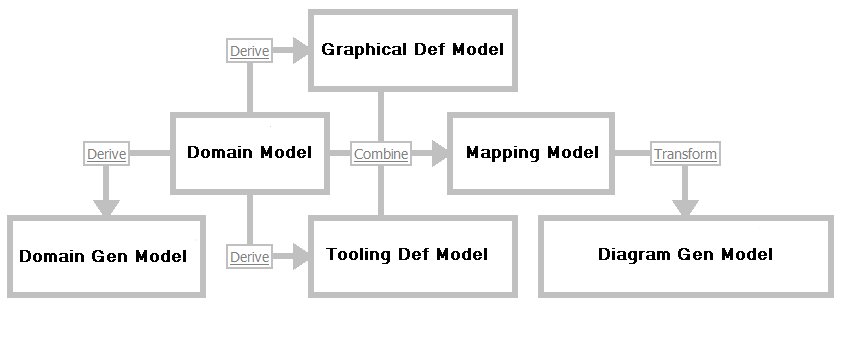 Derive
Graphical Def Model
Derive
Domain Model
Combine
Mapping Model
Transform
Domain Gen Model
Derive
Tooling Def Model
Diagram Gen Model